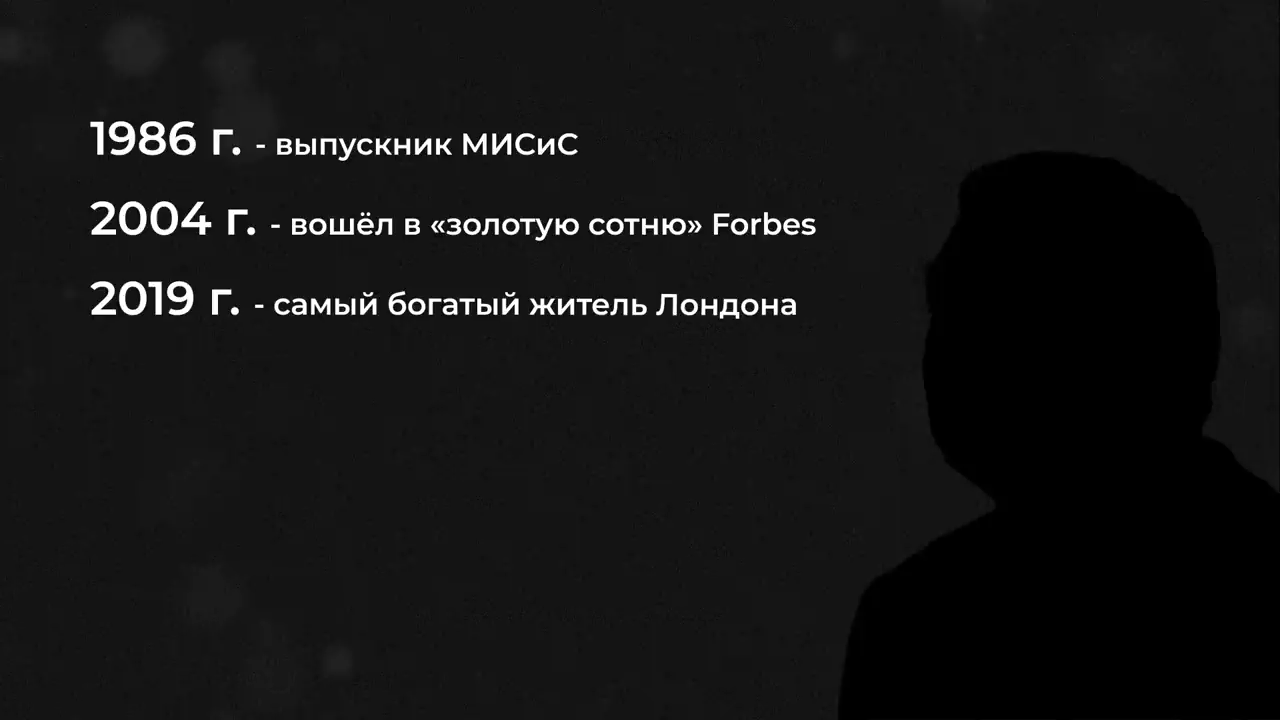 1986 г. - выпускник МИСиС
2004 г. - вошёл в «золотую сотню» Forbes
2019 г. - самый богатый житель Лондона